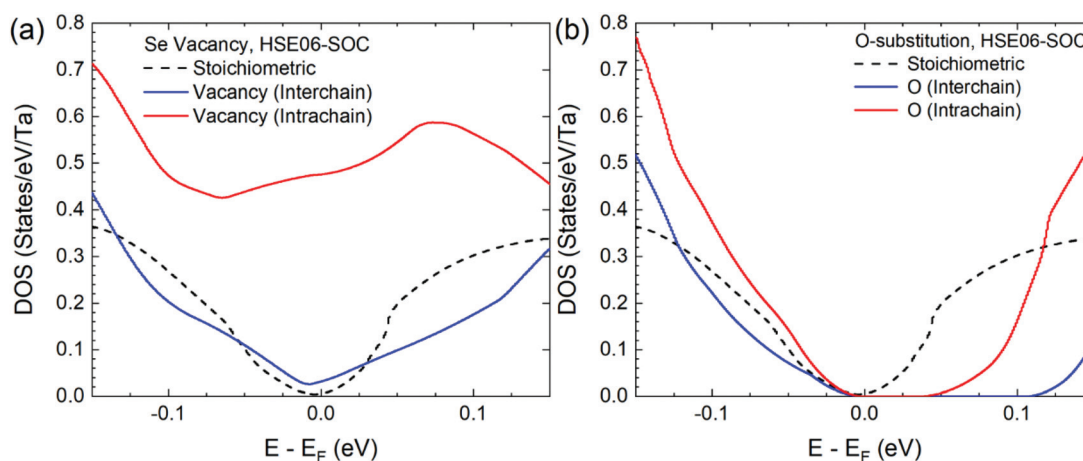 (a)
Se Vacancy, HSE06-SOC
Stoichiometric
Vacancy (Interchain)
Vacancy (Intrachain)
DOS (States/eV/Ta)
0.8
0.7
0.6
0.5
0.4
0.3
0.2
0.1
0.0
-0.1
0.0
0.1
E - E_F (eV)
(b)
O-substitution, HSE06-SOC
Stoichiometric
O (Interchain)
O (Intrachain)
DOS (States/eV/Ta)
0.8
0.7
0.6
0.5
0.4
0.3
0.2
0.1
0.0
-0.1
0.0
0.1
E - E_F (eV)